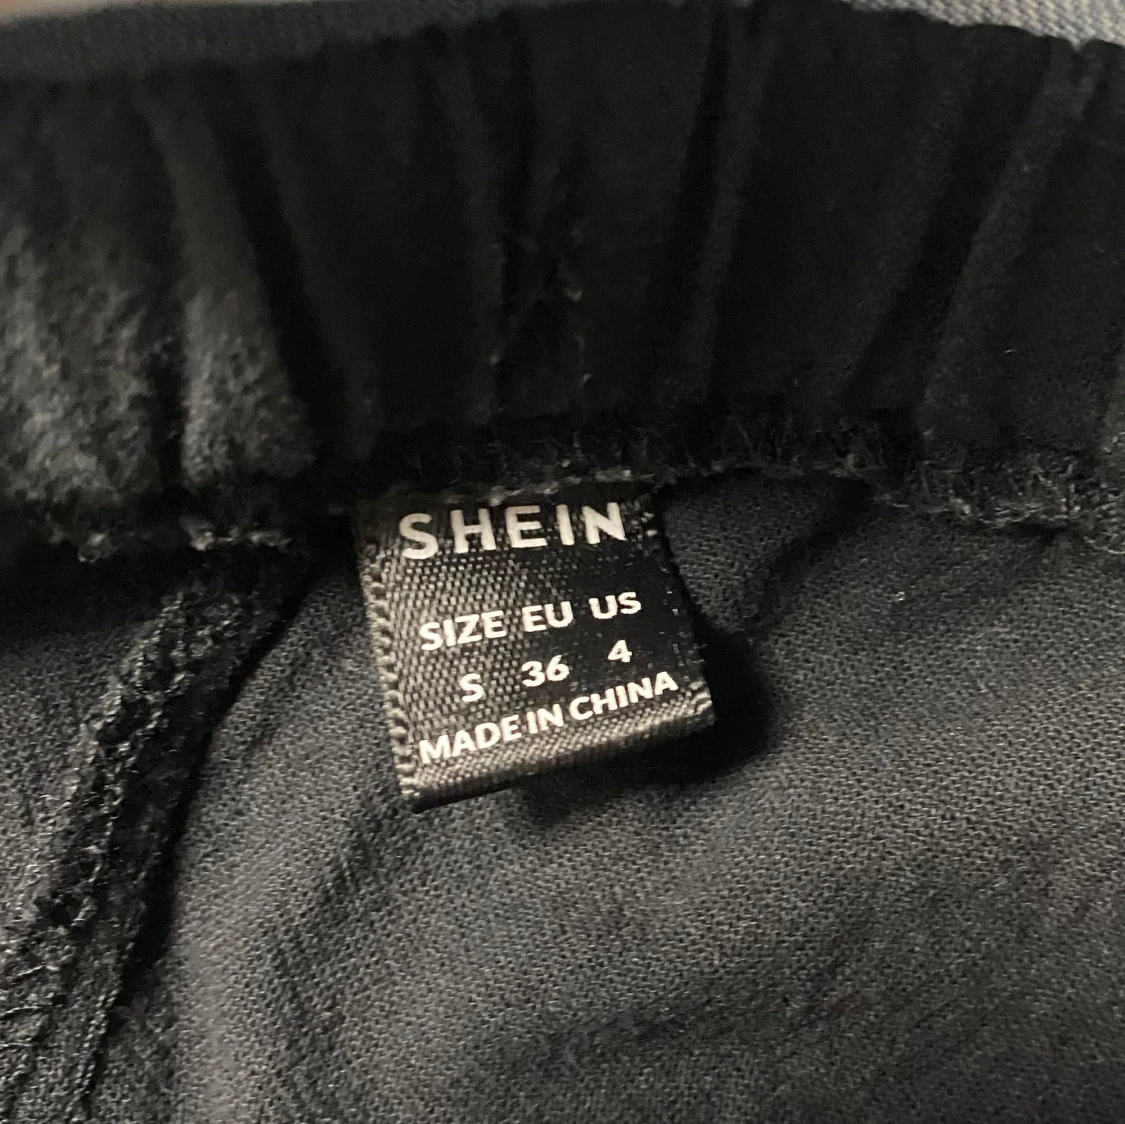 SHEIN
SIZE EU US
S 36 4
MADE IN CHINA